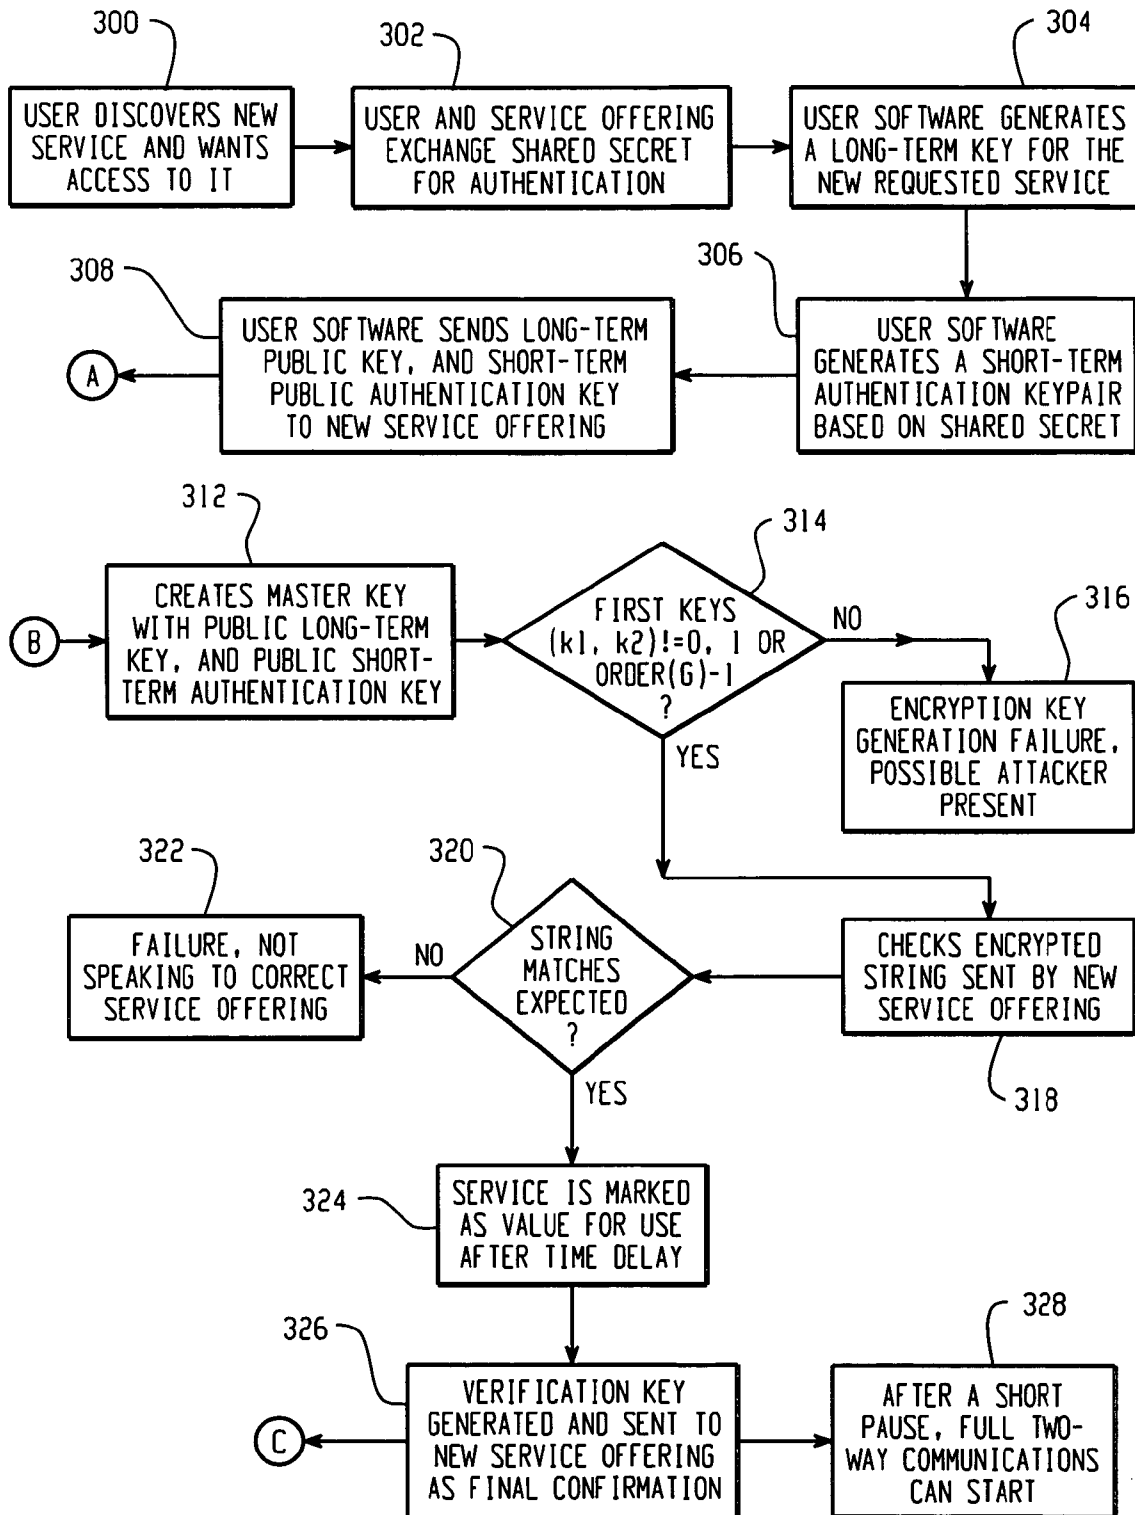 300
302
304
USER DISCOVERS NEW
SERVICE AND WANTS
ACCESS TO IT
USER AND SERVICE OFFERING
EXCHANGE SHARED SECRET
FOR AUTHENTICATION
USER SOFTWARE GENERATES
A LONG-TERM KEY FOR THE
NEW REQUESTED SERVICE
308
306
A
USER SOFTWARE SENDS LONG-TERM
PUBLIC KEY, AND SHORT-TERM
PUBLIC AUTHENTICATION KEY
TO NEW SERVICE OFFERING
USER SOFTWARE
GENERATES A SHORT-TERM
AUTHENTICATION KEYPAIR
BASED ON SHARED SECRET
312
314
316
B
CREATES MASTER KEY
WITH PUBLIC LONG-TERM
KEY, AND PUBLIC SHORT-
TERM AUTHENTICATION KEY
FIRST KEYS
(k1, k2)!=0, 1 OR
ORDER(G)-1
?
NO
YES
ENCRYPTION KEY
GENERATION FAILURE,
POSSIBLE ATTACKER
PRESENT
322
320
FAILURE, NOT
SPEAKING TO CORRECT
SERVICE OFFERING
NO
STRING
MATCHES
EXPECTED
?
YES
CHECKS ENCRYPTED
STRING SENT BY NEW
SERVICE OFFERING
318
324
SERVICE IS MARKED
AS VALUE FOR USE
AFTER TIME DELAY
326
328
C
VERIFICATION KEY
GENERATED AND SENT TO
NEW SERVICE OFFERING
AS FINAL CONFIRMATION
AFTER A SHORT
PAUSE, FULL TWO-
WAY COMMUNICATIONS
CAN START